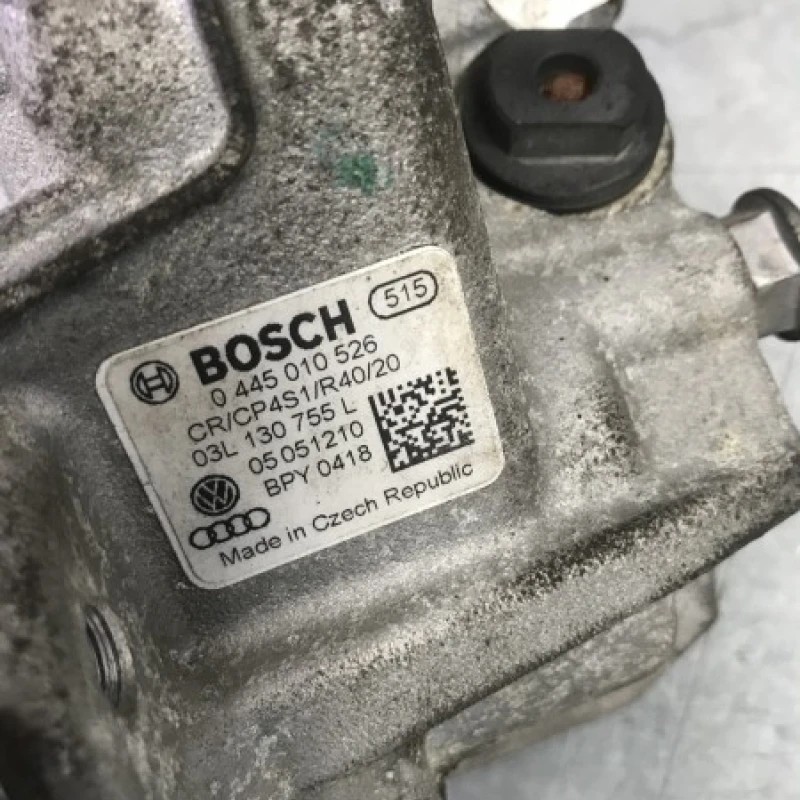 BOSCH 515
0 445 010 526
CR/CP4S1/R40/20
03L 130 755 L
05 051210
BPY 0418
Made in Czech Republic